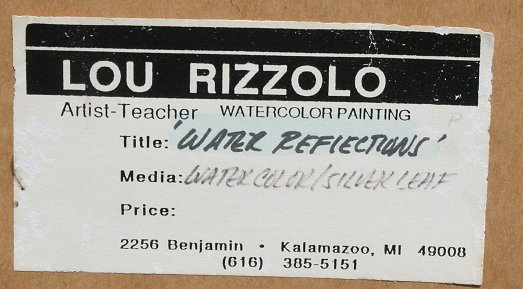 LOU RIZZOLO
Artist-Teacher WATERCOLOR PAINTING
Title: 'WATER REFLECTIONS'
Media: WATERCOLOR/SILVER LEAF
Price:
2256 Benjamin • Kalamazoo, MI 49008
(616) 385-5151